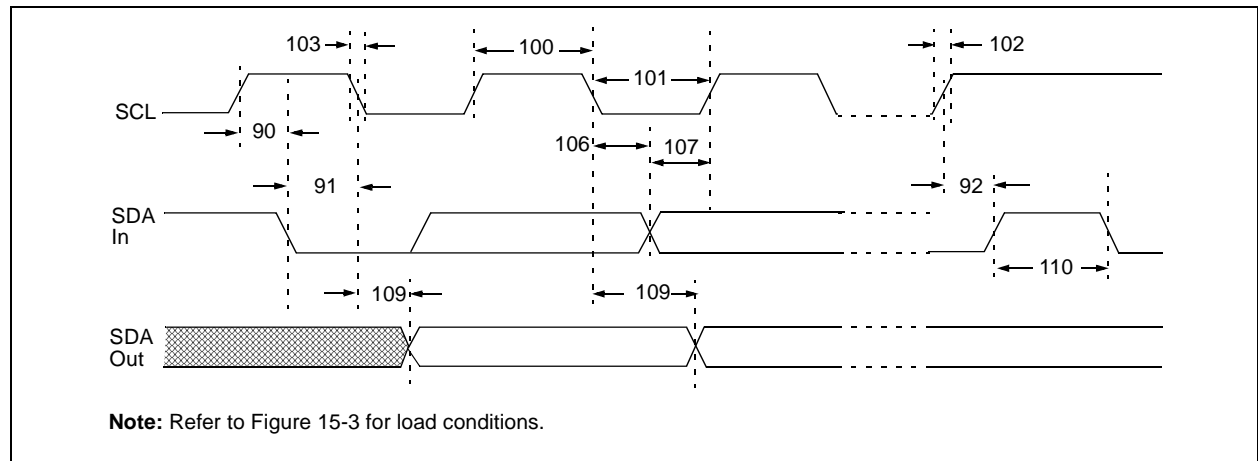 103
100
101
102
SCL
90
106
107
91
92
SDA
In
110
109
109
SDA
Out
Note: Refer to Figure 15-3 for load conditions.